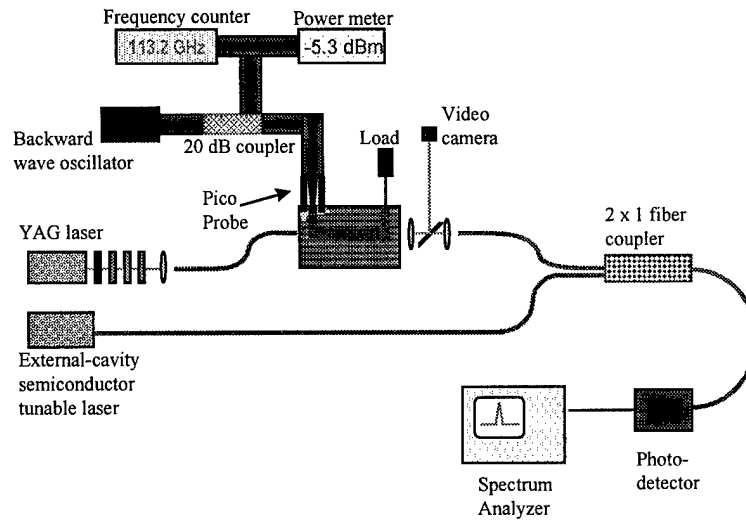 Frequency counter
Power meter
113.2 GHz
-5.3 dBm
Backward
wave oscillator
20 dB coupler
Load
Video
camera
Pico
Probe
YAG laser
2 x 1 fiber
coupler
External-cavity
semiconductor
tunable laser
Spectrum
Analyzer
Photo-
detector